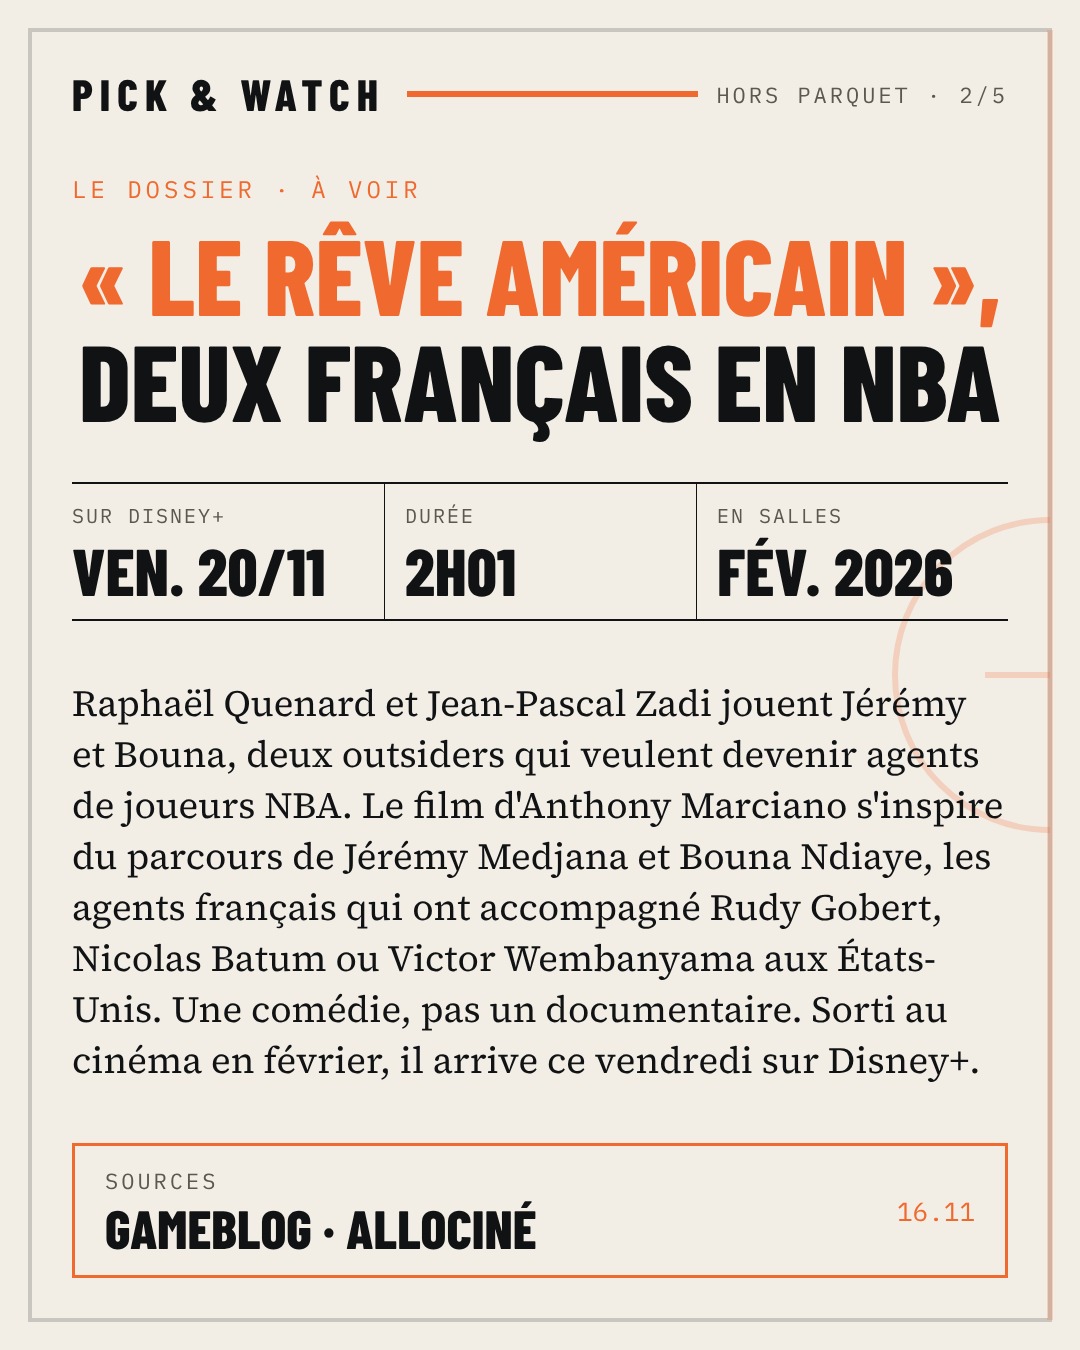 PICK & WATCH
HORS PARQUET · 2/5
LE DOSSIER · À VOIR
« LE RÊVE AMÉRICAIN »,
DEUX FRANÇAIS EN NBA
SUR DISNEY+
VEN. 20/11
DURÉE
2H01
EN SALLES
FÉV. 2026
Raphaël Quenard et Jean-Pascal Zadi jouent Jérémy
et Bouna, deux outsiders qui veulent devenir agents
de joueurs NBA. Le film d'Anthony Marciano s'inspire
du parcours de Jérémy Medjana et Bouna Ndiaye, les
agents français qui ont accompagné Rudy Gobert,
Nicolas Batum ou Victor Wembanyama aux États-
Unis. Une comédie, pas un documentaire. Sorti au
cinéma en février, il arrive ce vendredi sur Disney+.
SOURCES
GAMEBLOG · ALLOCINÉ
16.11